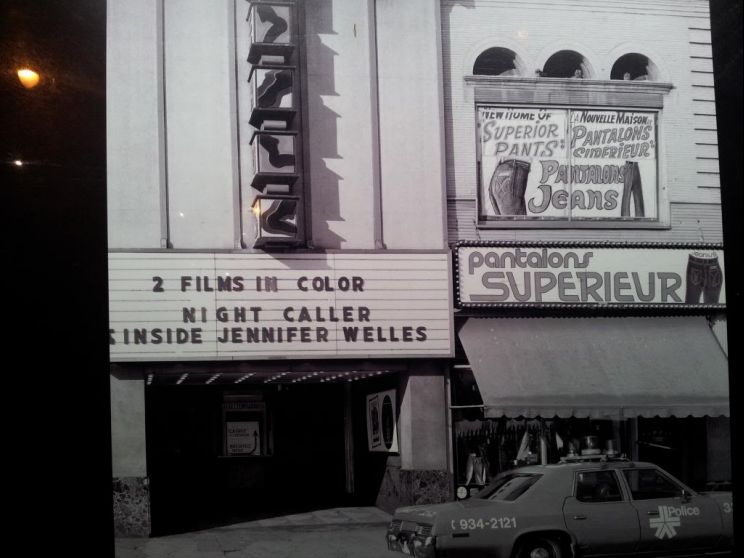 2 FILMS IN COLOR
NIGHT CALLER
INSIDE JENNIFER WELLES
NEW HOME OF
"SUPERIOR
PANTS"
LA NOUVELLE MAISON
"PANTALONS
SUPERIEUR"
PANTALONS
JEANS
pantalons
SUPERIEUR
934-2121
Police